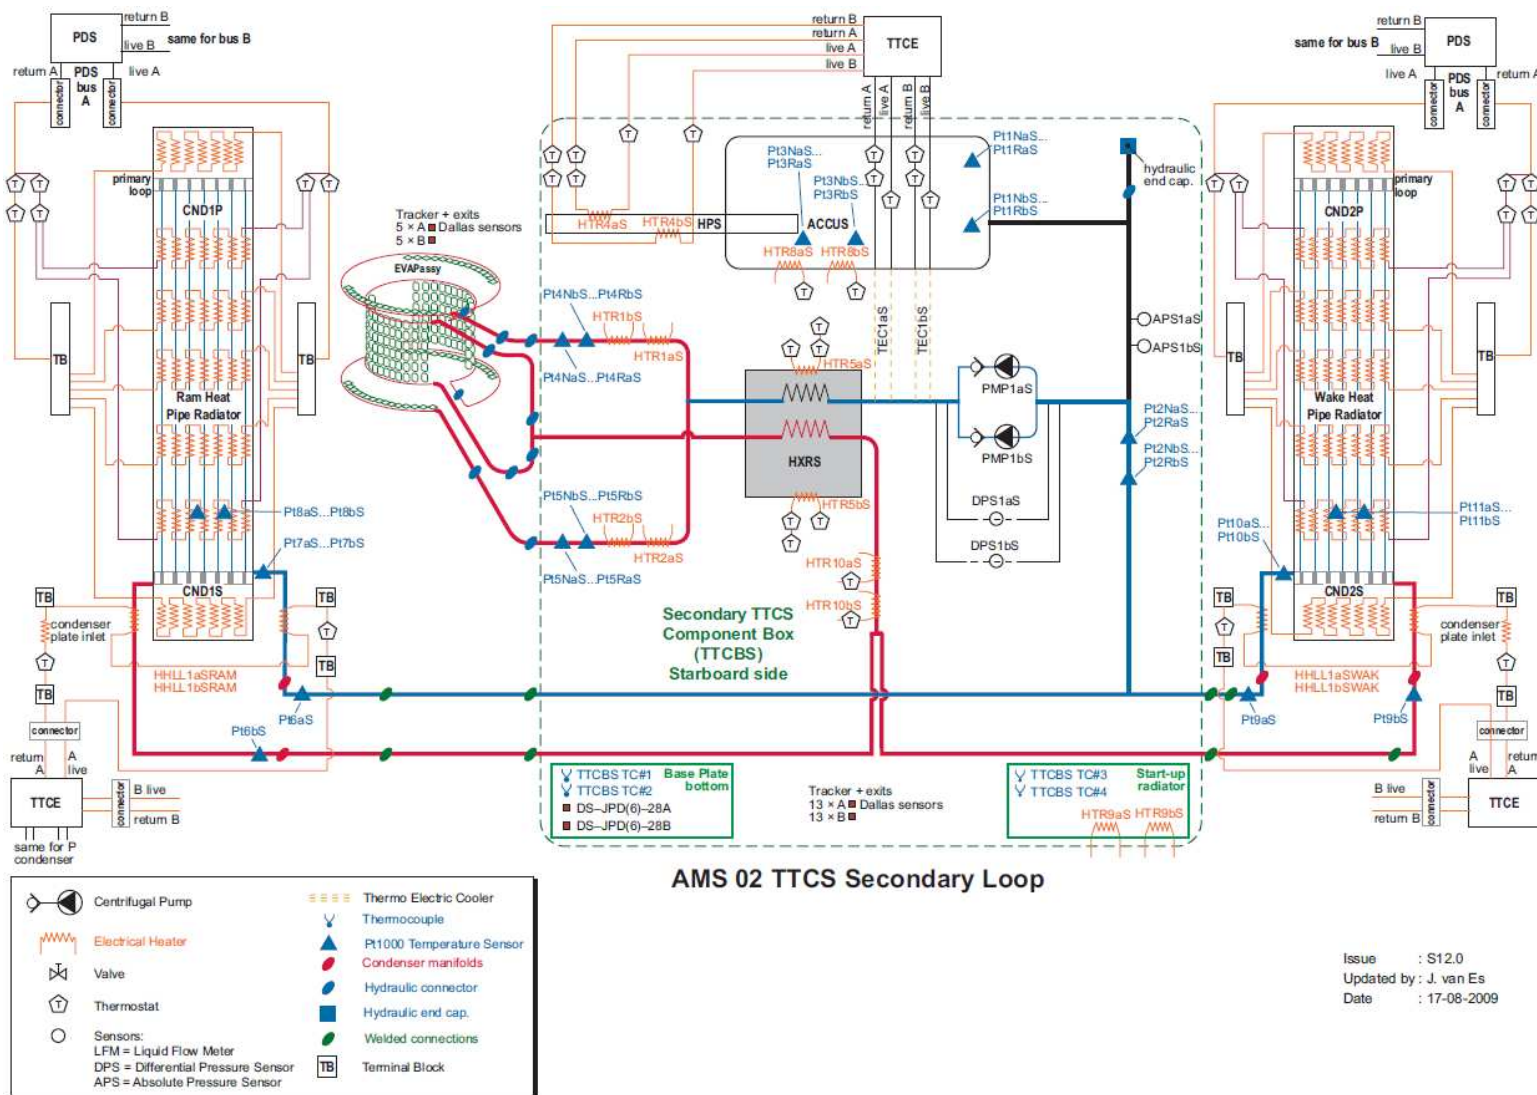 return B
PDS
same for bus B
live B
return A
PDS
bus
A
live A
connector
connector
primary
loop
CND1P
TB
TB
Ram Heat
Pipe Radiator
Pt8aS...Pt8bS
Pt7aS...Pt7bS
CND1S
TB
TB
condenser
plate inlet
TB
TB
HHLL1aSRAM
HHLL1bSRAM
Pt6aS
Pt6bS
connector
return
A
A
live
TTCE
connector
B live
return B
same for P
condenser
return B
return A
live A
live B
TTCE
return A
live A
return B
live B
Pt3NaS...
Pt3RaS
Pt3NbS...
Pt3RbS
Pt1NaS...
Pt1RaS
Pt1NbS...
Pt1RbS
hydraulic
end cap.
HTR4aS
HTR4bS
HPS
ACCUS
HTR8aS
HTR8bS
Tracker + exits
5 × A Dallas sensors
5 × B
EVAPassy
Pt4NbS...Pt4RbS
HTR1bS
HTR1aS
Pt4NaS...Pt4RaS
TEC1aS
TEC1bS
APS1aS
APS1bS
HTR5aS
PMP1aS
Pt2NaS...
Pt2RaS
HXRS
PMP1bS
Pt2NbS...
Pt2RbS
Pt5NbS...Pt5RbS
HTR2bS
HTR2aS
Pt5NaS...Pt5RaS
HTR5bS
DPS1aS
DPS1bS
HTR10aS
HTR10bS
Secondary TTCS
Component Box
(TTCBS)
Starboard side
TTCBS TC#1
TTCBS TC#2
Base Plate
bottom
DS–JPD(6)–28A
DS–JPD(6)–28B
Tracker + exits
13 × A Dallas sensors
13 × B
TTCBS TC#3
TTCBS TC#4
Start-up
radiator
HTR9aS
HTR9bS
return B
PDS
same for bus B
live B
live A
PDS
bus
A
return A
connector
connector
primary
loop
CND2P
TB
TB
Wake Heat
Pipe Radiator
Pt11aS...
Pt11bS
Pt10aS...
Pt10bS
CND2S
TB
TB
condenser
plate inlet
TB
TB
HHLL1aSWAK
HHLL1bSWAK
Pt9aS
Pt9bS
connector
A
live
return
A
B live
return B
connector
TTCE
AMS 02 TTCS Secondary Loop
Centrifugal Pump
Electrical Heater
Valve
T Thermostat
Sensors:
LFM = Liquid Flow Meter
DPS = Differential Pressure Sensor
APS = Absolute Pressure Sensor
Thermo Electric Cooler
Thermocouple
Pt1000 Temperature Sensor
Condenser manifolds
Hydraulic connector
Hydraulic end cap.
Welded connections
TB Terminal Block
Issue : S12.0
Updated by : J. van Es
Date : 17-08-2009